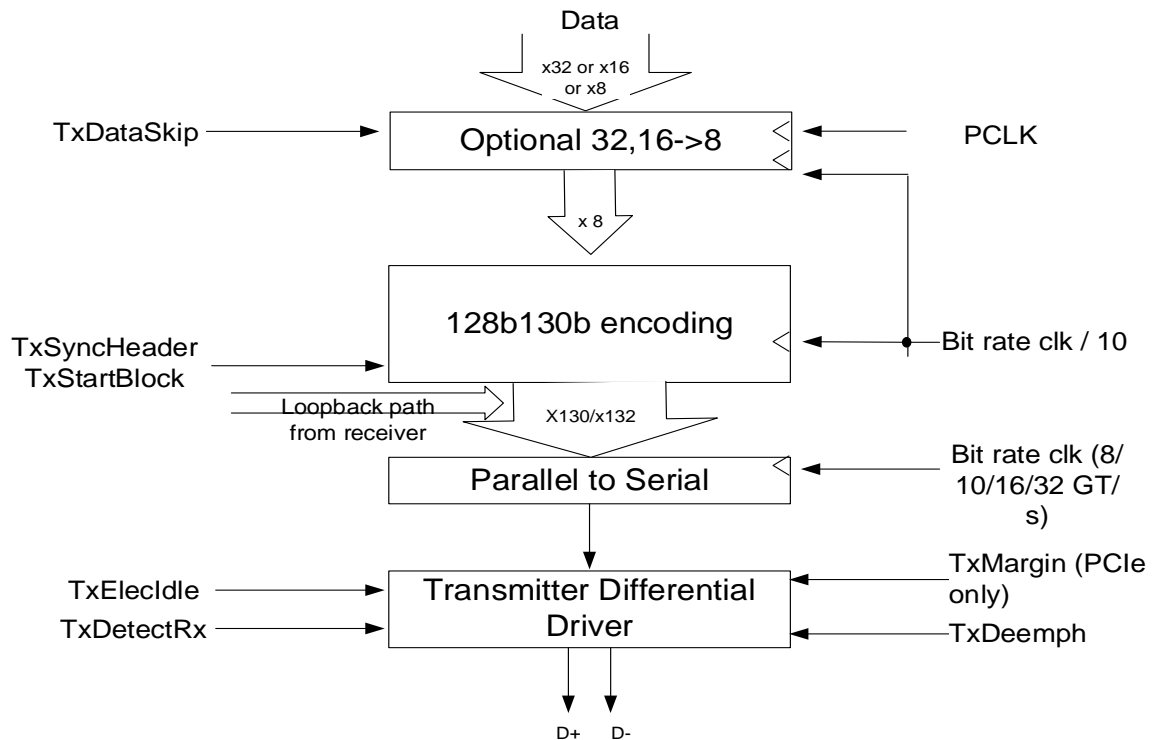 Data
x32 or x16
or x8
TxDataSkip
Optional 32,16->8
PCLK
x 8
128b130b encoding
TxSyncHeader
TxStartBlock
Bit rate clk / 10
Loopback path
from receiver
X130/x132
Parallel to Serial
Bit rate clk (8/
10/16/32 GT/
s)
TxElecIdle
TxDetectRx
Transmitter Differential
Driver
TxMargin (PCIe
only)
TxDeemph
D+
D-